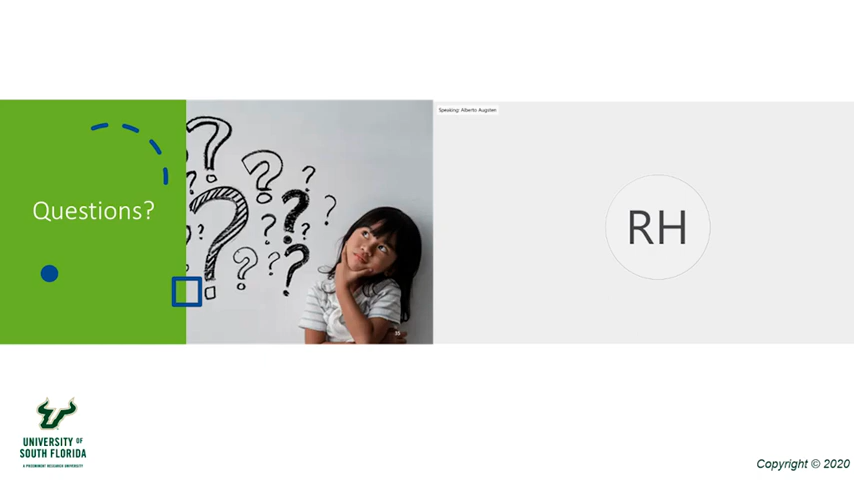 Speaking: Alberto Augsten
Questions?
RH
35
UNIVERSITY OF
SOUTH FLORIDA
A PREEMINENT RESEARCH UNIVERSITY
Copyright © 2020